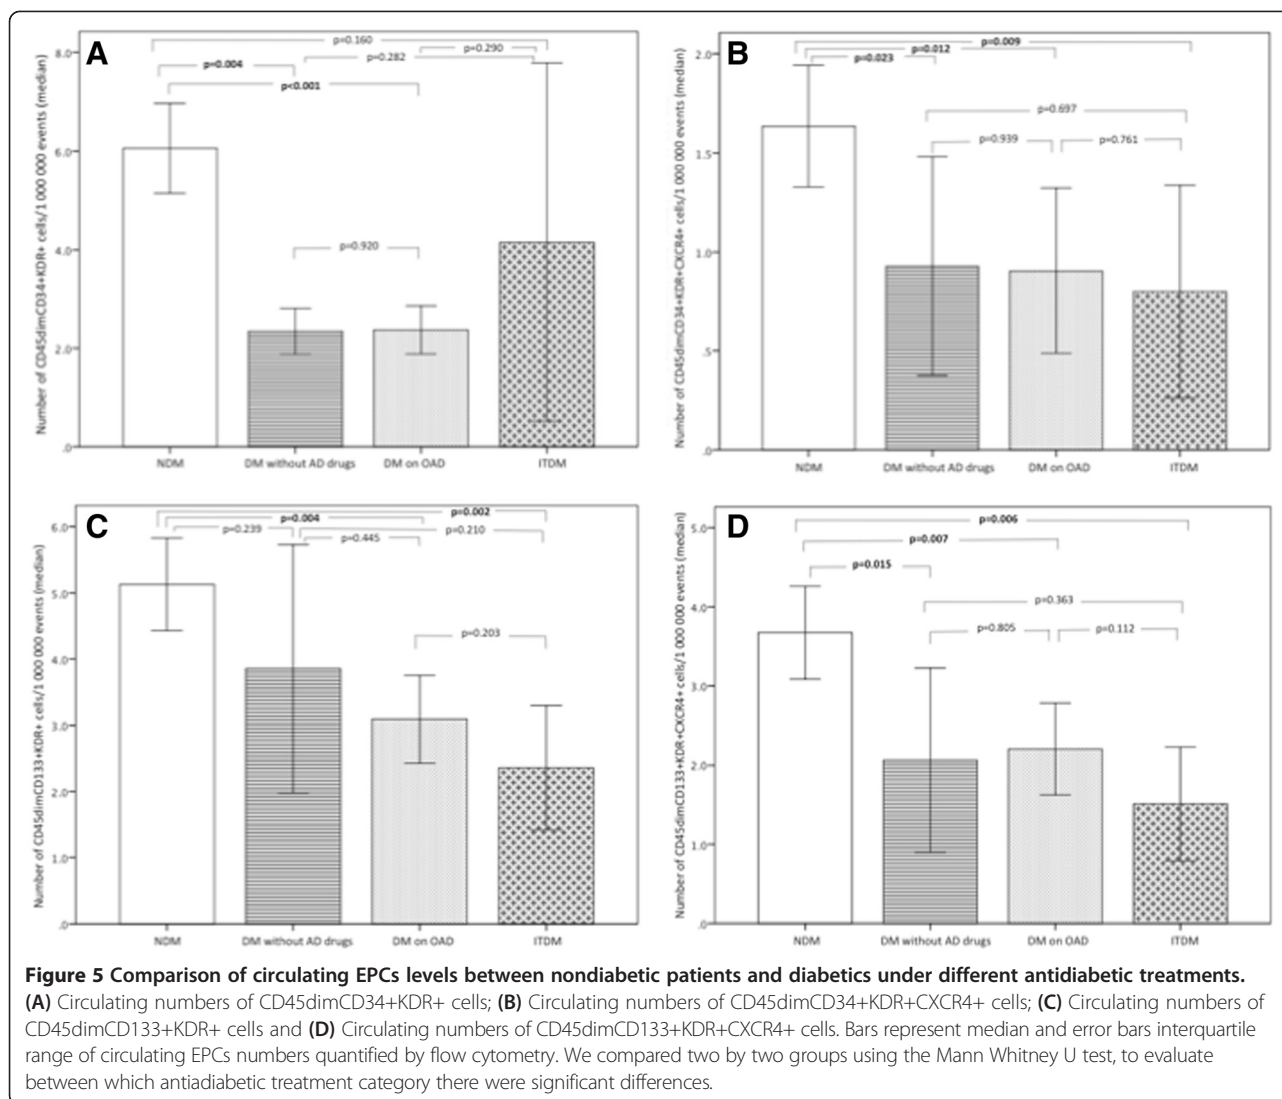 A
Number of CD45dimCD34+KDR+ cells/1 000 000 events (median)
8.0
6.0
4.0
2.0
.0
p=0.160
p=0.290
p=0.282
p=0.004
p<0.001
p=0.920
NDM
DM without AD drugs
DM on OAD
ITDM
B
Number of CD45dimCD34+KDR+CXCR4+ cells/1 000 000 events (median)
2.0
1.5
1.0
.5
.0
p=0.009
p=0.012
p=0.023
p=0.697
p=0.939
p=0.761
NDM
DM without AD drugs
DM on OAD
ITDM
C
Number of CD45dimCD133+KDR+ cells/1 000 000 events (median)
6.0
5.0
4.0
3.0
2.0
1.0
.0
p=0.002
p=0.004
p=0.239
p=0.210
p=0.445
p=0.203
NDM
DM without AD drugs
DM on OAD
ITDM
D
Number of CD45dimCD133+KDR+CXCR4+ cells/1 000 000 events (median)
5.0
4.0
3.0
2.0
1.0
.0
p=0.006
p=0.007
p=0.015
p=0.363
p=0.805
p=0.112
NDM
DM without AD drugs
DM on OAD
ITDM
Figure 5 Comparison of circulating EPCs levels between nondiabetic patients and diabetics under different antidiabetic treatments.
(A) Circulating numbers of CD45dimCD34+KDR+ cells; (B) Circulating numbers of CD45dimCD34+KDR+CXCR4+ cells; (C) Circulating numbers of
CD45dimCD133+KDR+ cells and (D) Circulating numbers of CD45dimCD133+KDR+CXCR4+ cells. Bars represent median and error bars interquartile
range of circulating EPCs numbers quantified by flow cytometry. We compared two by two groups using the Mann Whitney U test, to evaluate
between which antiadiabetic treatment category there were significant differences.